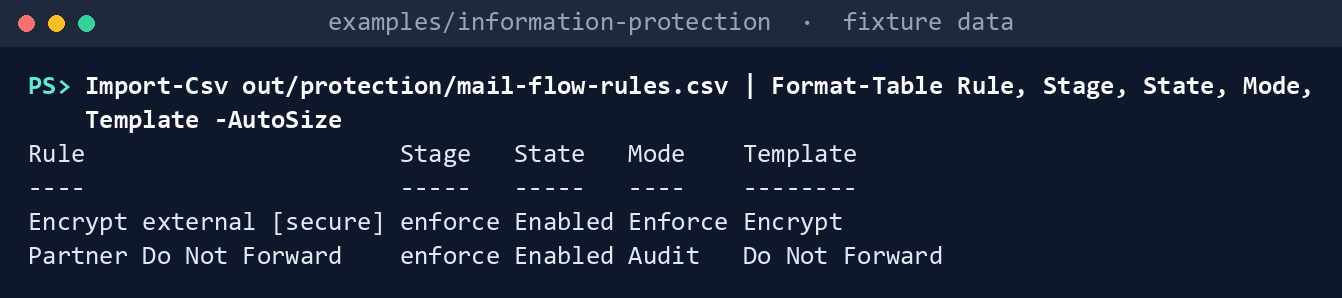 examples/information-protection · fixture data
PS> Import-Csv out/protection/mail-flow-rules.csv | Format-Table Rule, Stage, State, Mode,
Template -AutoSize
Rule                      Stage   State   Mode    Template
----                      -----   -----   ----    --------
Encrypt external [secure] enforce Enabled Enforce Encrypt
Partner Do Not Forward    enforce Enabled Audit   Do Not Forward